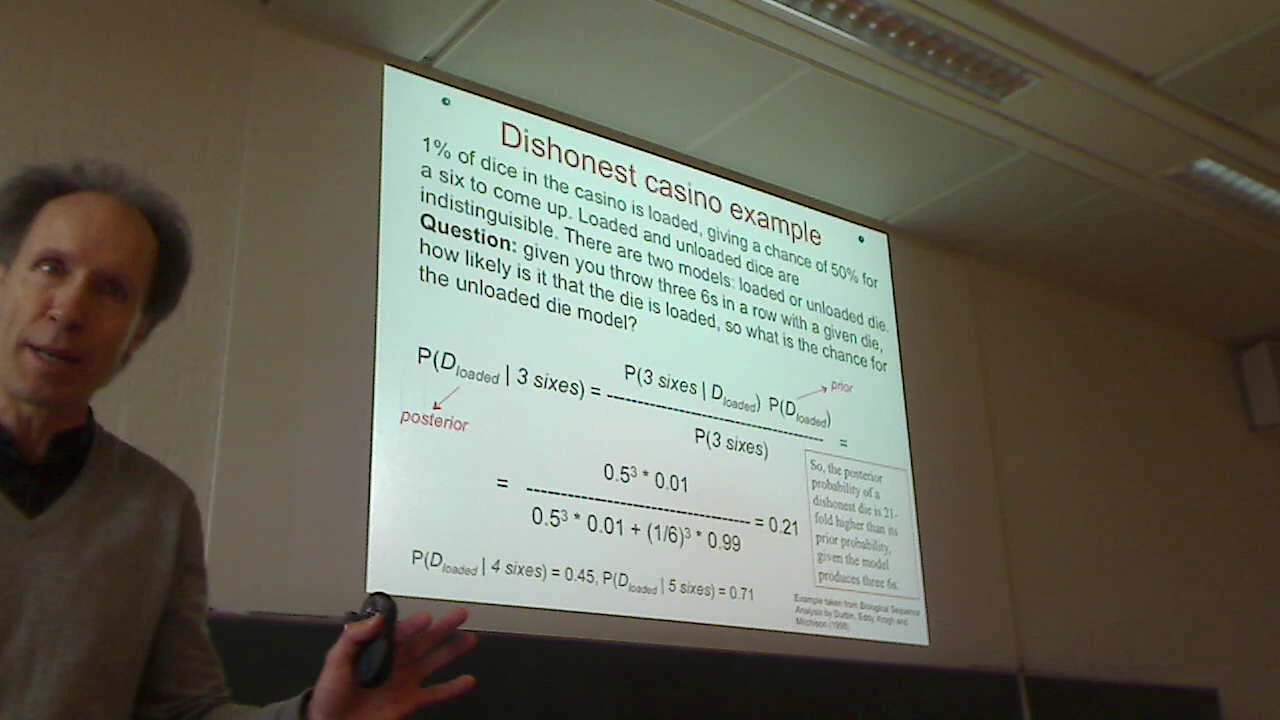 Dishonest casino example
1% of dice in the casino is loaded, giving a chance of 50% for
a six to come up. Loaded and unloaded dice are
indistinguisible. There are two models: loaded or unloaded die.
Question: given you throw three 6s in a row with a given die,
how likely is it that the die is loaded, so what is the chance for
the unloaded die model?
P(3 sixes | Dloaded) P(Dloaded)
prior
P(Dloaded | 3 sixes) = ---------------------------- =
posterior
P(3 sixes)
0.5³ * 0.01
= ---------------------------- = 0.21
0.5³ * 0.01 + (1/6)³ * 0.99
So, the posterior
probability of a
dishonest die is 21-
fold higher than its
prior probability,
given the model
produces three 6s.
P(Dloaded | 4 sixes) = 0.45, P(Dloaded | 5 sixes) = 0.71
Example taken from Biological Sequence
Analysis by Durbin, Eddy, Krogh and
Mitchison (1998)